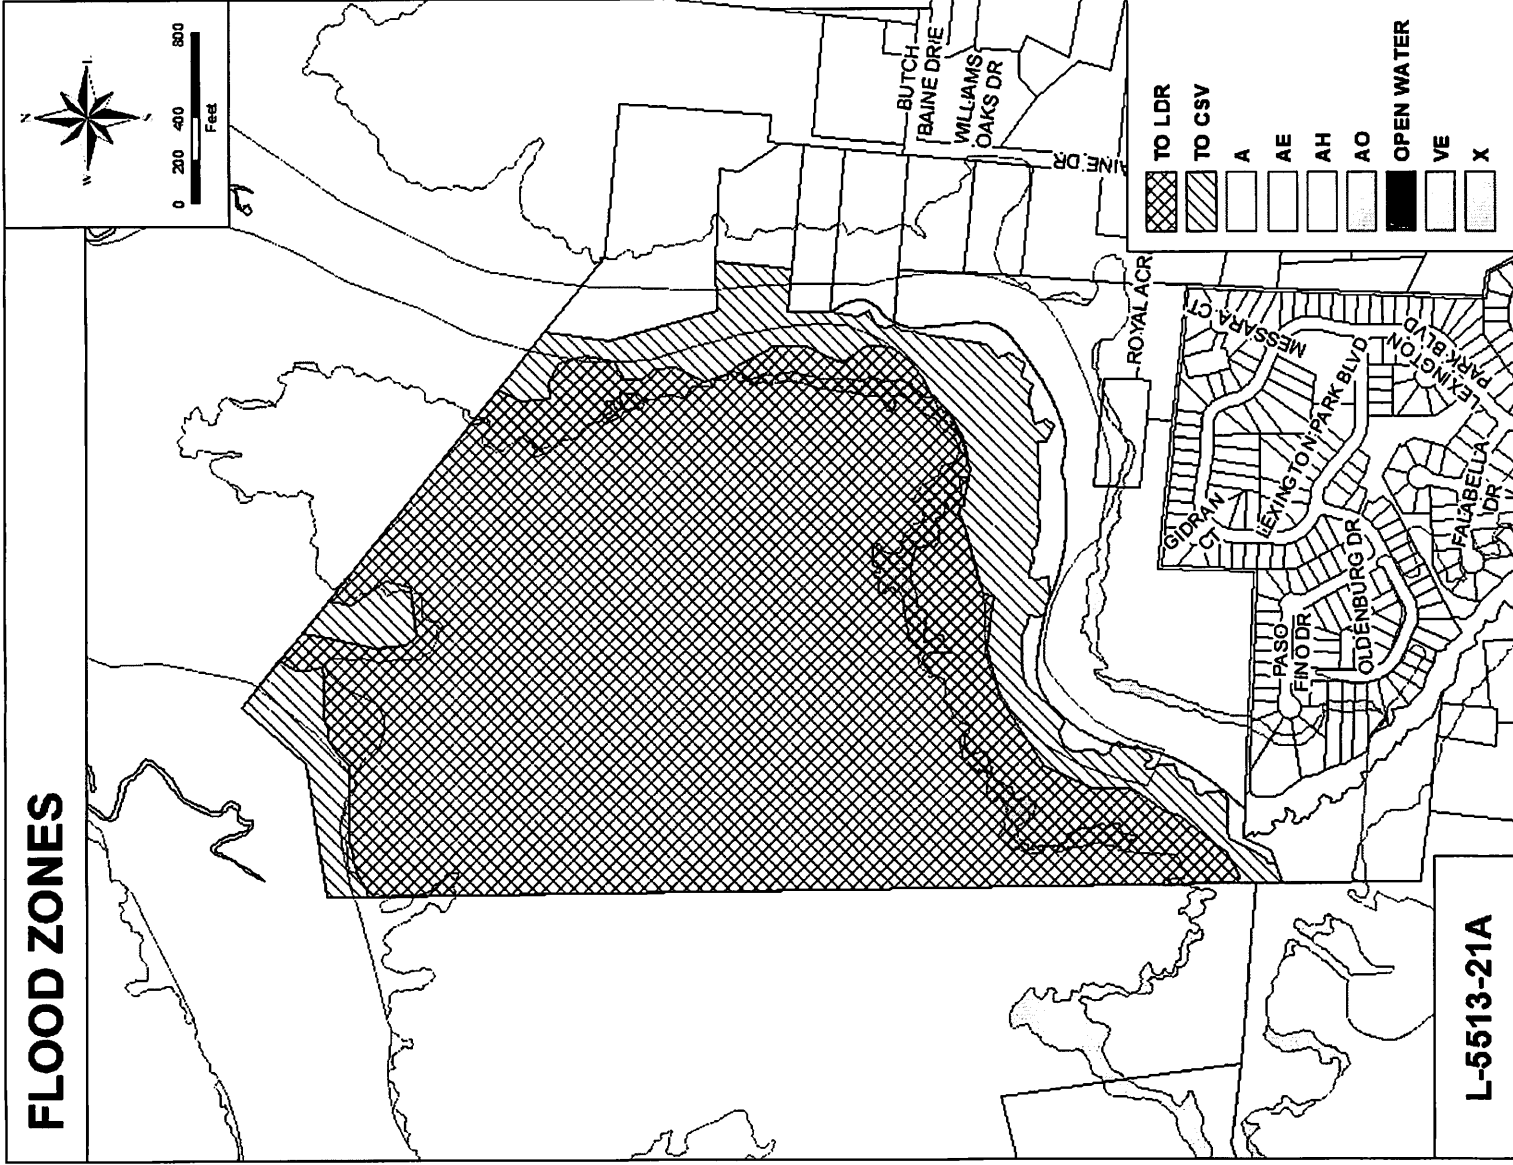 FLOOD ZONES
N
W
S
0 200 400 800
Feet
BUTCH
BAINE DR/E
WILLIAMS
OAKS DR
AINE DR
ROYAL ACR
MESSARA CT
LEXINGTON
PARK BLVD
LEXINGTON PARK BLVD
GIDRAN
CT
OLDENBURG DR
PASO
FINO DR
FALABELLA
DR
TO LDR
TO CSV
A
AE
AH
AO
OPEN WATER
VE
X
L-5513-21A